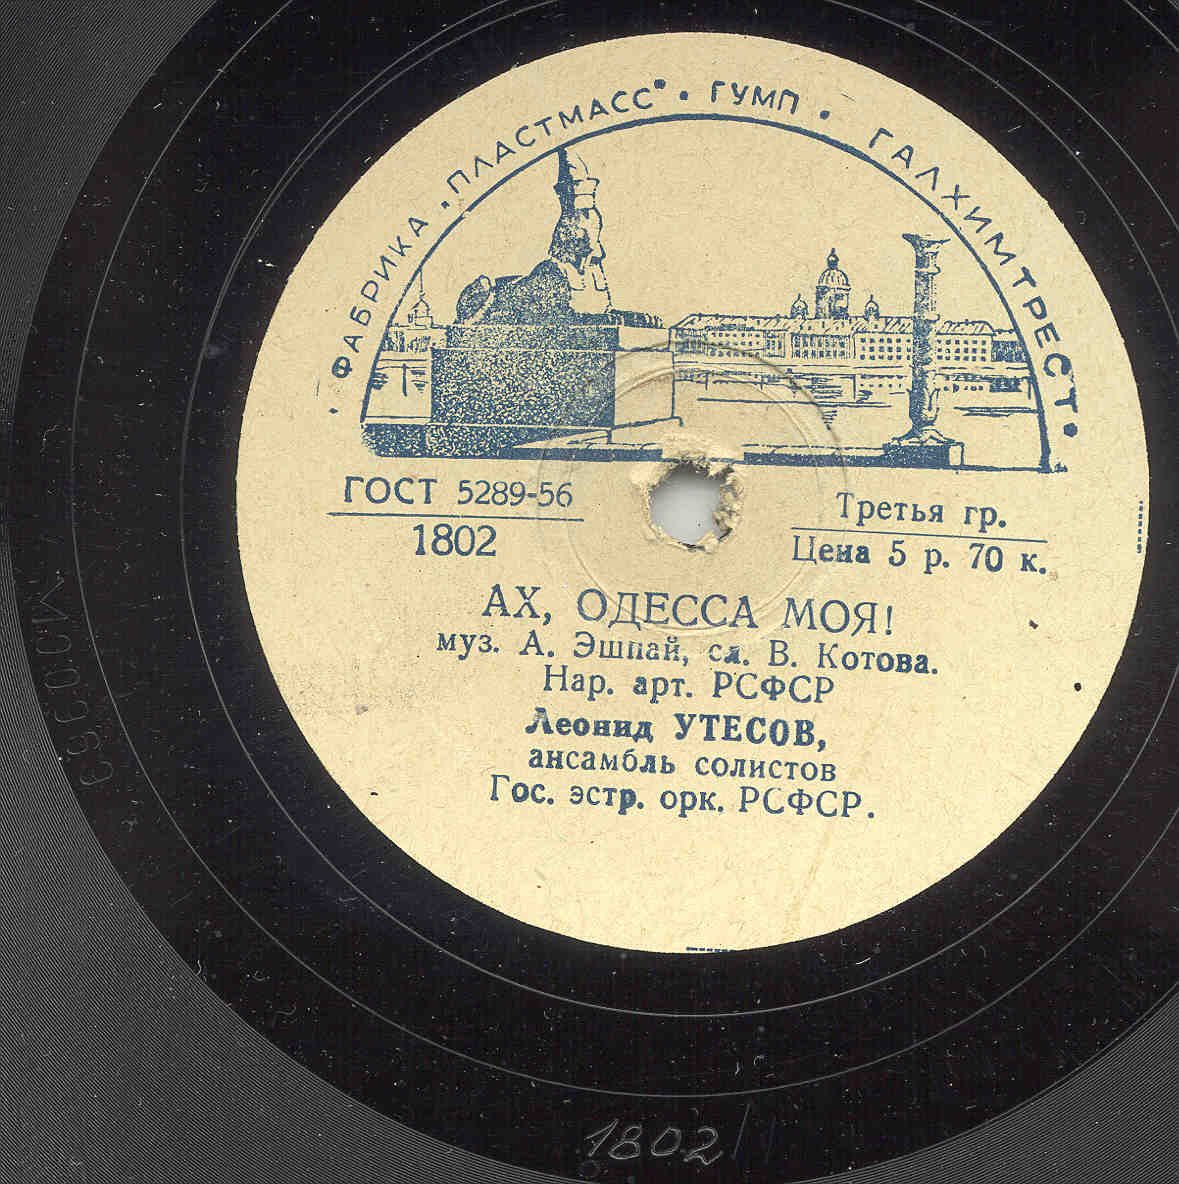 • ФАБРИКА „ПЛАСТМАСС" • ГУМП • ГАЛХИМТРЕСТ •
ГОСТ 5289-56
1802
Третья гр.
Цена 5 р. 70 к.
АХ, ОДЕССА МОЯ!
муз. А. Эшпай, сл. В. Котова.
Нар. арт. РСФСР
Леонид УТЕСОВ,
ансамбль солистов
Гос. эстр. орк. РСФСР.
1802